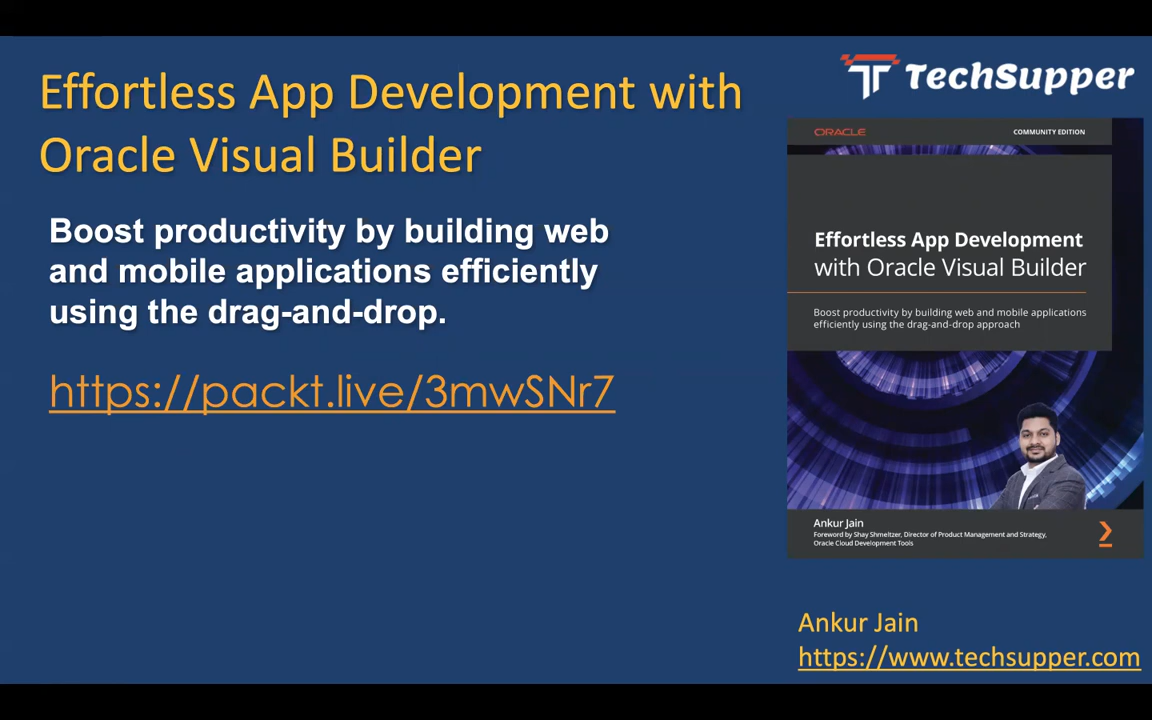 Effortless App Development with
Oracle Visual Builder
Boost productivity by building web
and mobile applications efficiently
using the drag-and-drop.
https://packt.live/3mwSNr7
TechSupper
ORACLE
COMMUNITY EDITION
Effortless App Development
with Oracle Visual Builder
Boost productivity by building web and mobile applications
efficiently using the drag-and-drop approach
Ankur Jain
Foreword by Shay Shmeltzer, Director of Product Management and Strategy,
Oracle Cloud Development Tools
Ankur Jain
https://www.techsupper.com